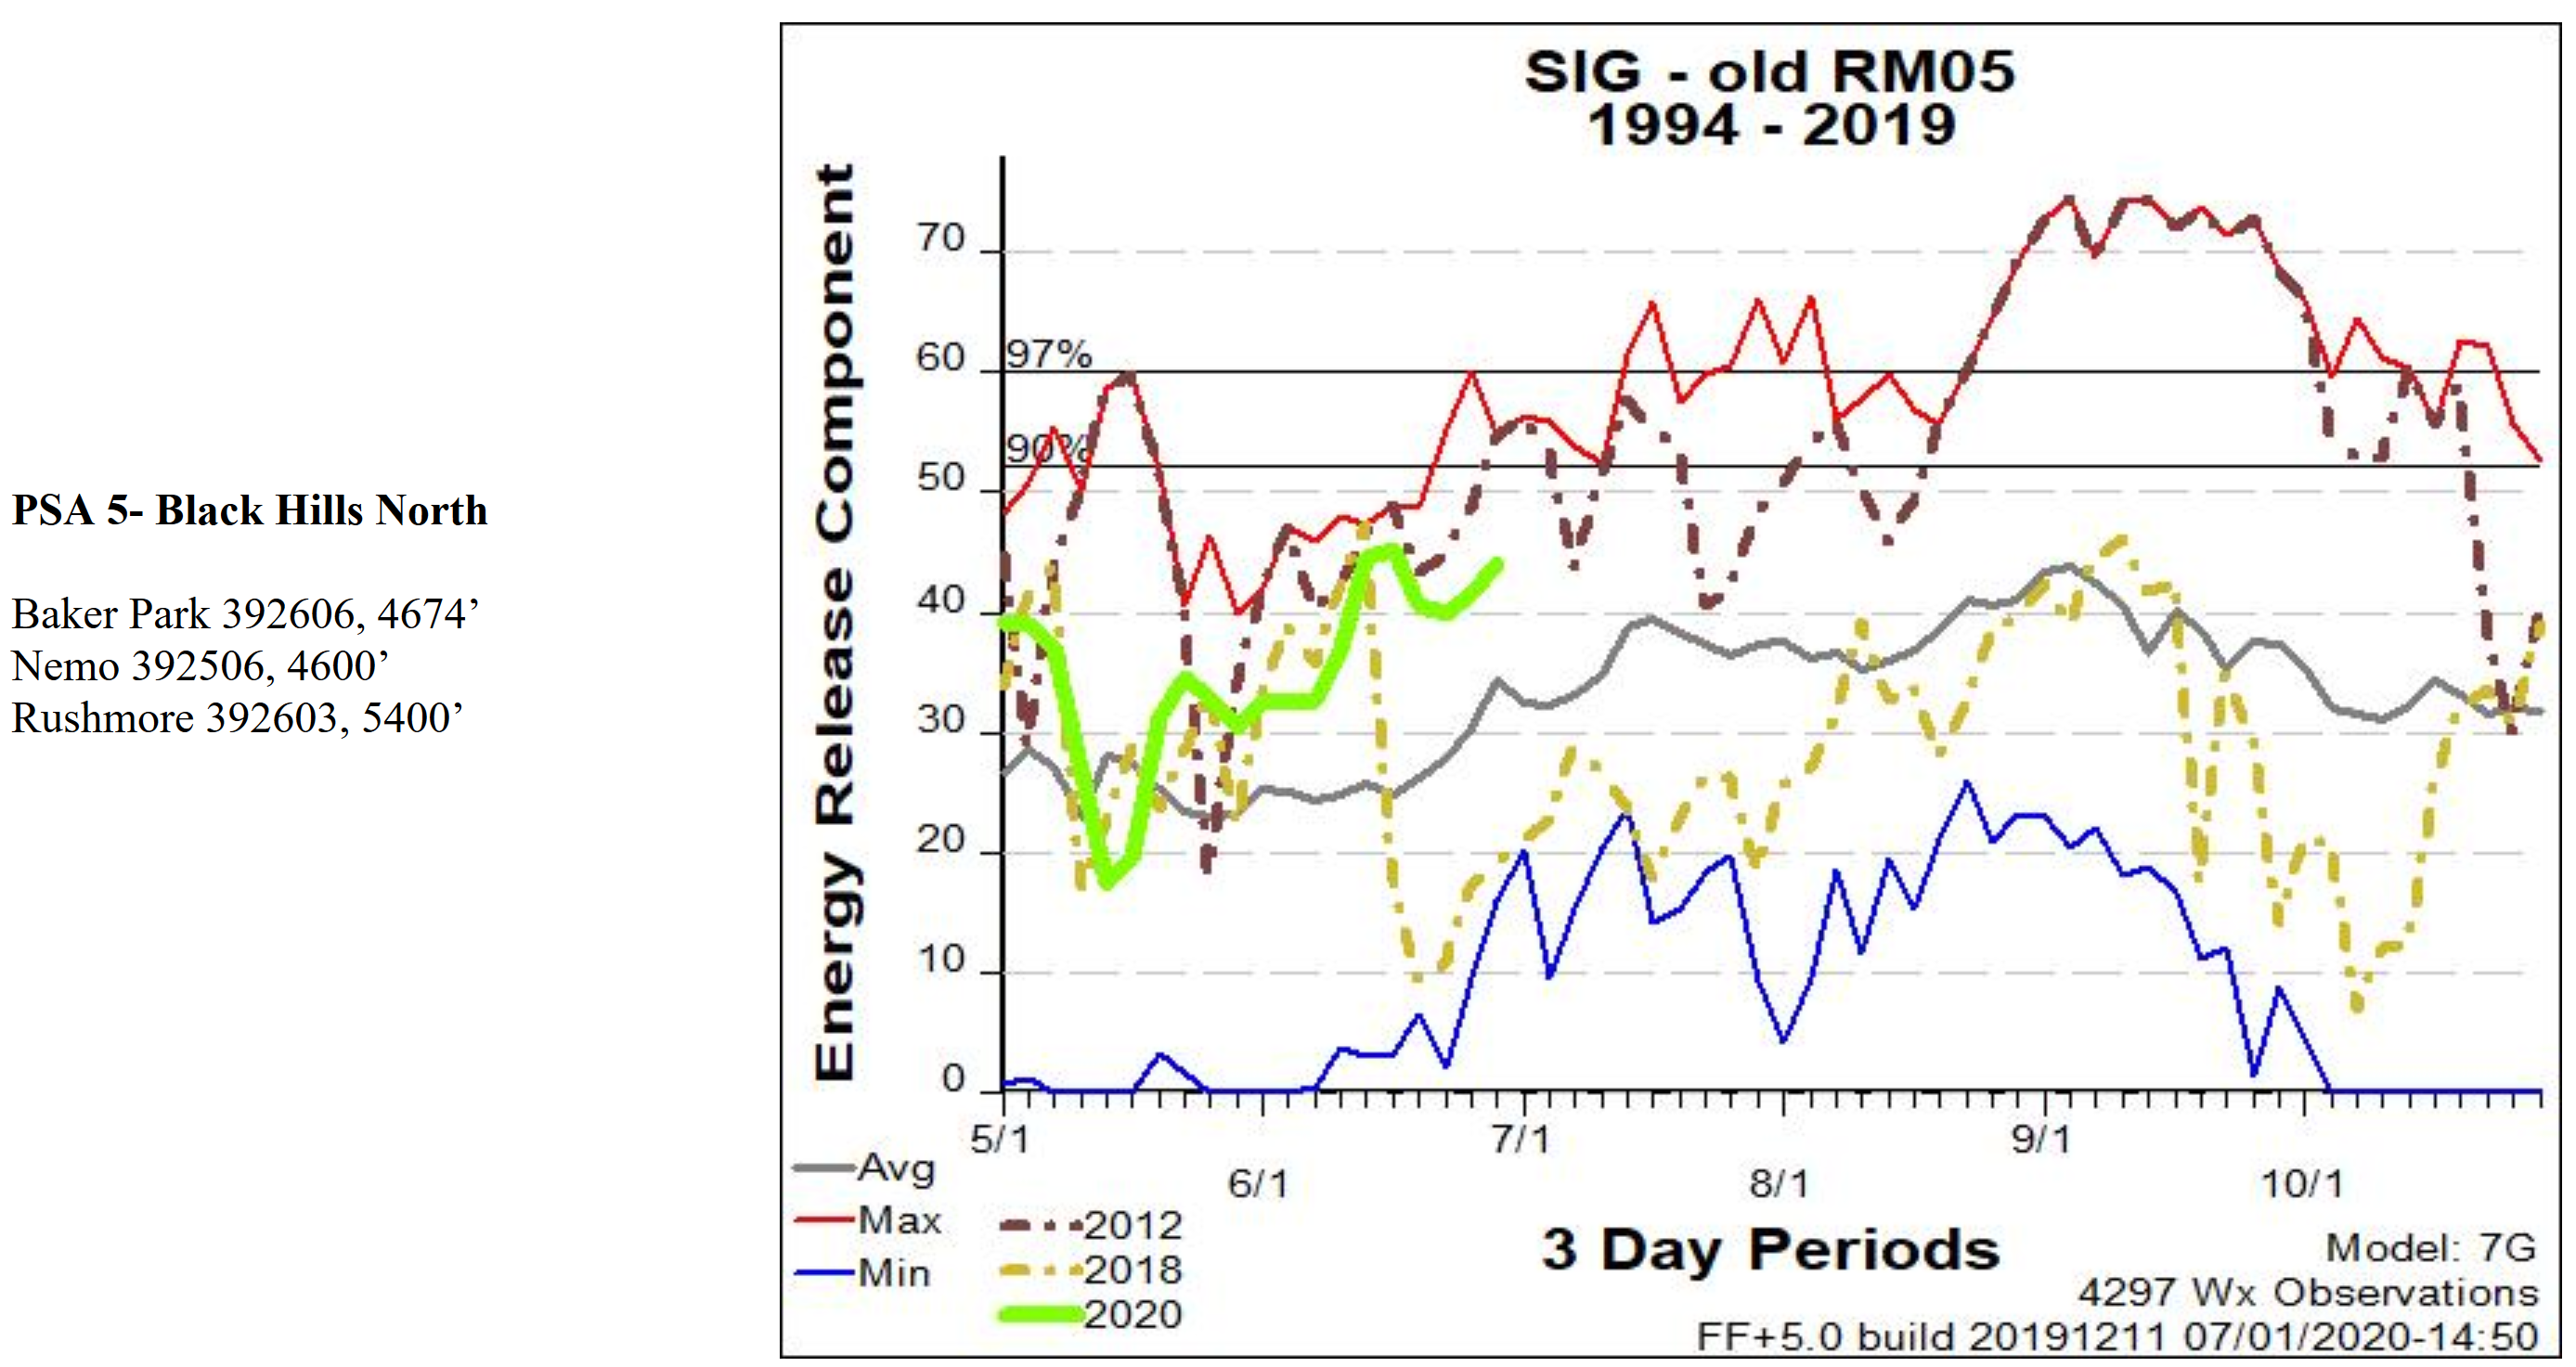 PSA 5- Black Hills North
Baker Park 392606, 4674’
Nemo 392506, 4600’
Rushmore 392603, 5400’
SIG - old RM05
1994 - 2019
Energy Release Component
70
60
50
40
30
20
10
0
97%
90%
5/1
6/1
7/1
8/1
9/1
10/1
3 Day Periods
Avg
Max
Min
2012
2018
2020
Model: 7G
4297 Wx Observations
FF+5.0 build 20191211 07/01/2020-14:50